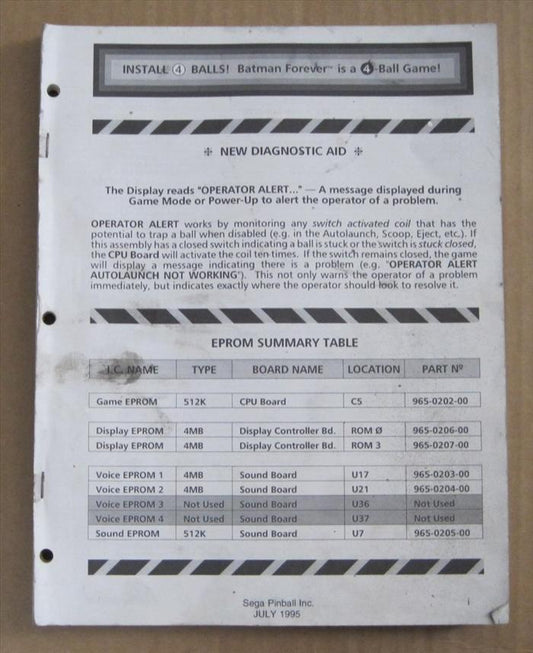 INSTALL 4 BALLS! Batman Forever™ is a 4-Ball Game!
❉ NEW DIAGNOSTIC AID ❉
The Display reads "OPERATOR ALERT..." — A message displayed during
Game Mode or Power-Up to alert the operator of a problem.
OPERATOR ALERT works by monitoring any switch activated coil that has the
potential to trap a ball when disabled (e.g. in the Autolaunch, Scoop, Eject, etc.). If
this assembly has a closed switch indicating a ball is stuck or the switch is stuck closed,
the CPU Board will activate the coil ten times. If the switch remains closed, the game
will display a message indicating there is a problem (e.g. "OPERATOR ALERT
AUTOLAUNCH NOT WORKING"). This not only warns the operator of a problem
immediately, but indicates exactly where the operator should look to resolve it.
EPROM SUMMARY TABLE
I.C. NAME TYPE BOARD NAME LOCATION PART Nº
Game EPROM 512K CPU Board C5 965-0202-00
Display EPROM 4MB Display Controller Bd. ROM Ø 965-0206-00
Display EPROM 4MB Display Controller Bd. ROM 3 965-0207-00
Voice EPROM 1 4MB Sound Board U17 965-0203-00
Voice EPROM 2 4MB Sound Board U21 965-0204-00
Voice EPROM 3 Not Used Sound Board U36 Not Used
Voice EPROM 4 Not Used Sound Board U37 Not Used
Sound EPROM 512K Sound Board U7 965-0205-00
Sega Pinball Inc. i
JULY 1995